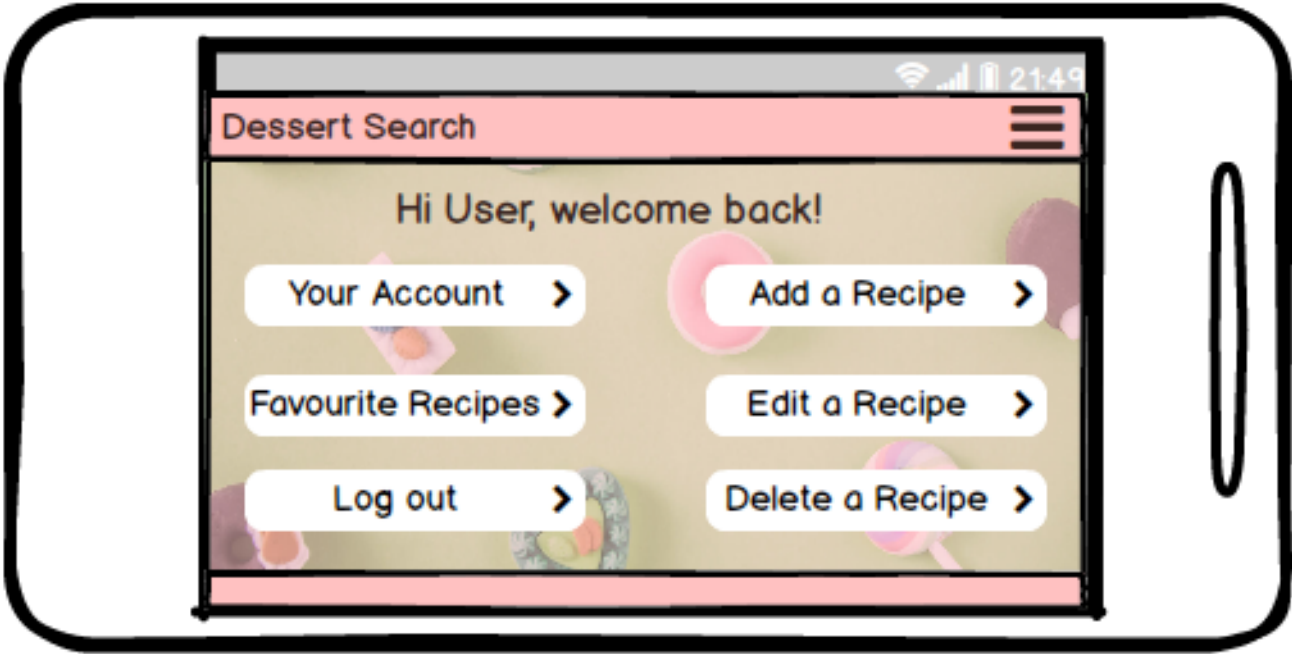 21:49
Dessert Search
Hi User, welcome back!
Your Account
Add a Recipe
Favourite Recipes
Edit a Recipe
Log out
Delete a Recipe